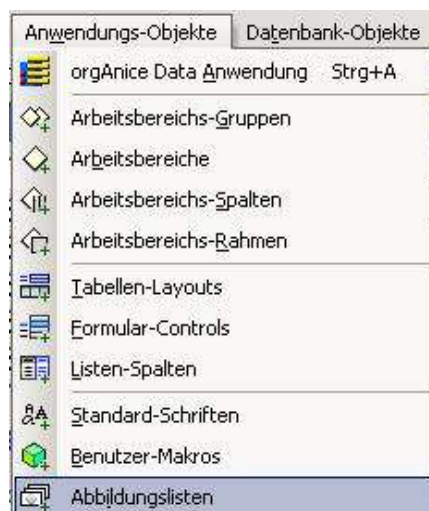 Anwendungs-Objekte Datenbank-Objekte
orgAnice Data Anwendung Strg+A
Arbeitsbereichs-Gruppen
Arbeitsbereiche
Arbeitsbereichs-Spalten
Arbeitsbereichs-Rahmen
Tabellen-Layouts
Formular-Controls
Listen-Spalten
Standard-Schriften
Benutzer-Makros
Abbildungslisten